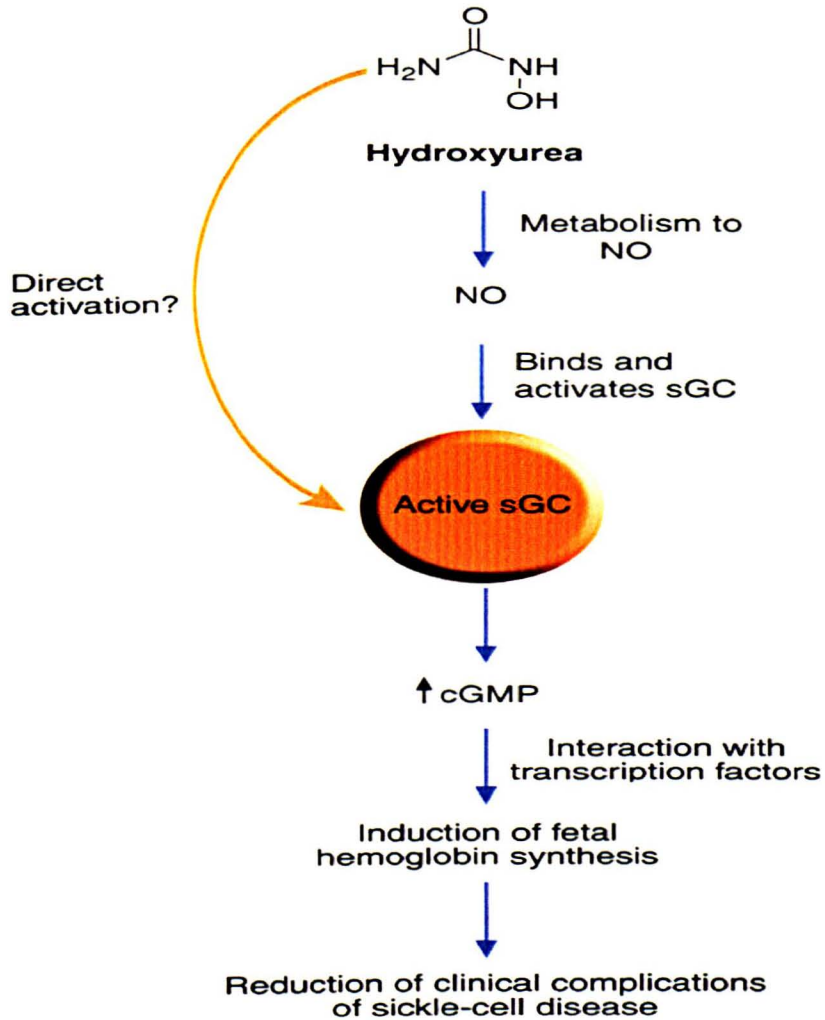 O
H₂N
NH
OH
Hydroxyurea
Metabolism to
NO
NO
Direct
activation?
Binds and
activates sGC
Active sGC
↑ cGMP
Interaction with
transcription factors
Induction of fetal
hemoglobin synthesis
Reduction of clinical complications
of sickle-cell disease